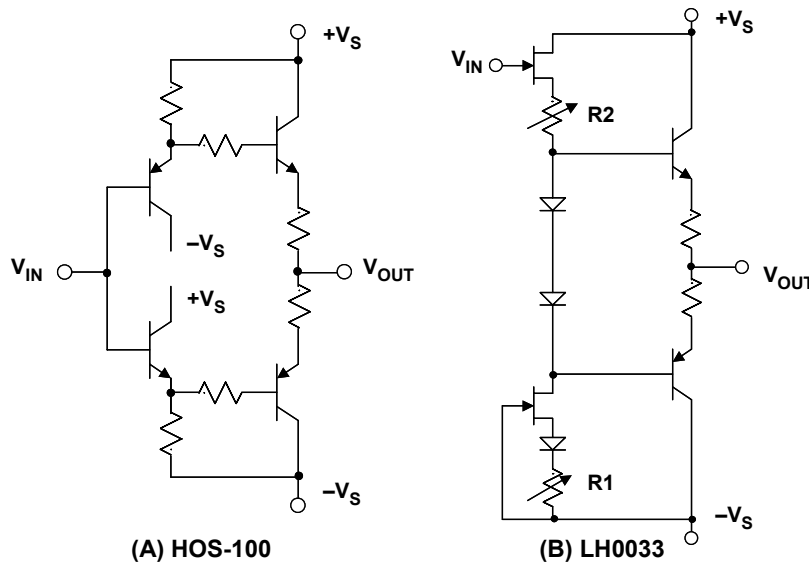 +VS
VIN
+VS
R2
–VS
VIN
VOUT
VOUT
+VS
R1
–VS
–VS
(A) HOS-100
(B) LH0033